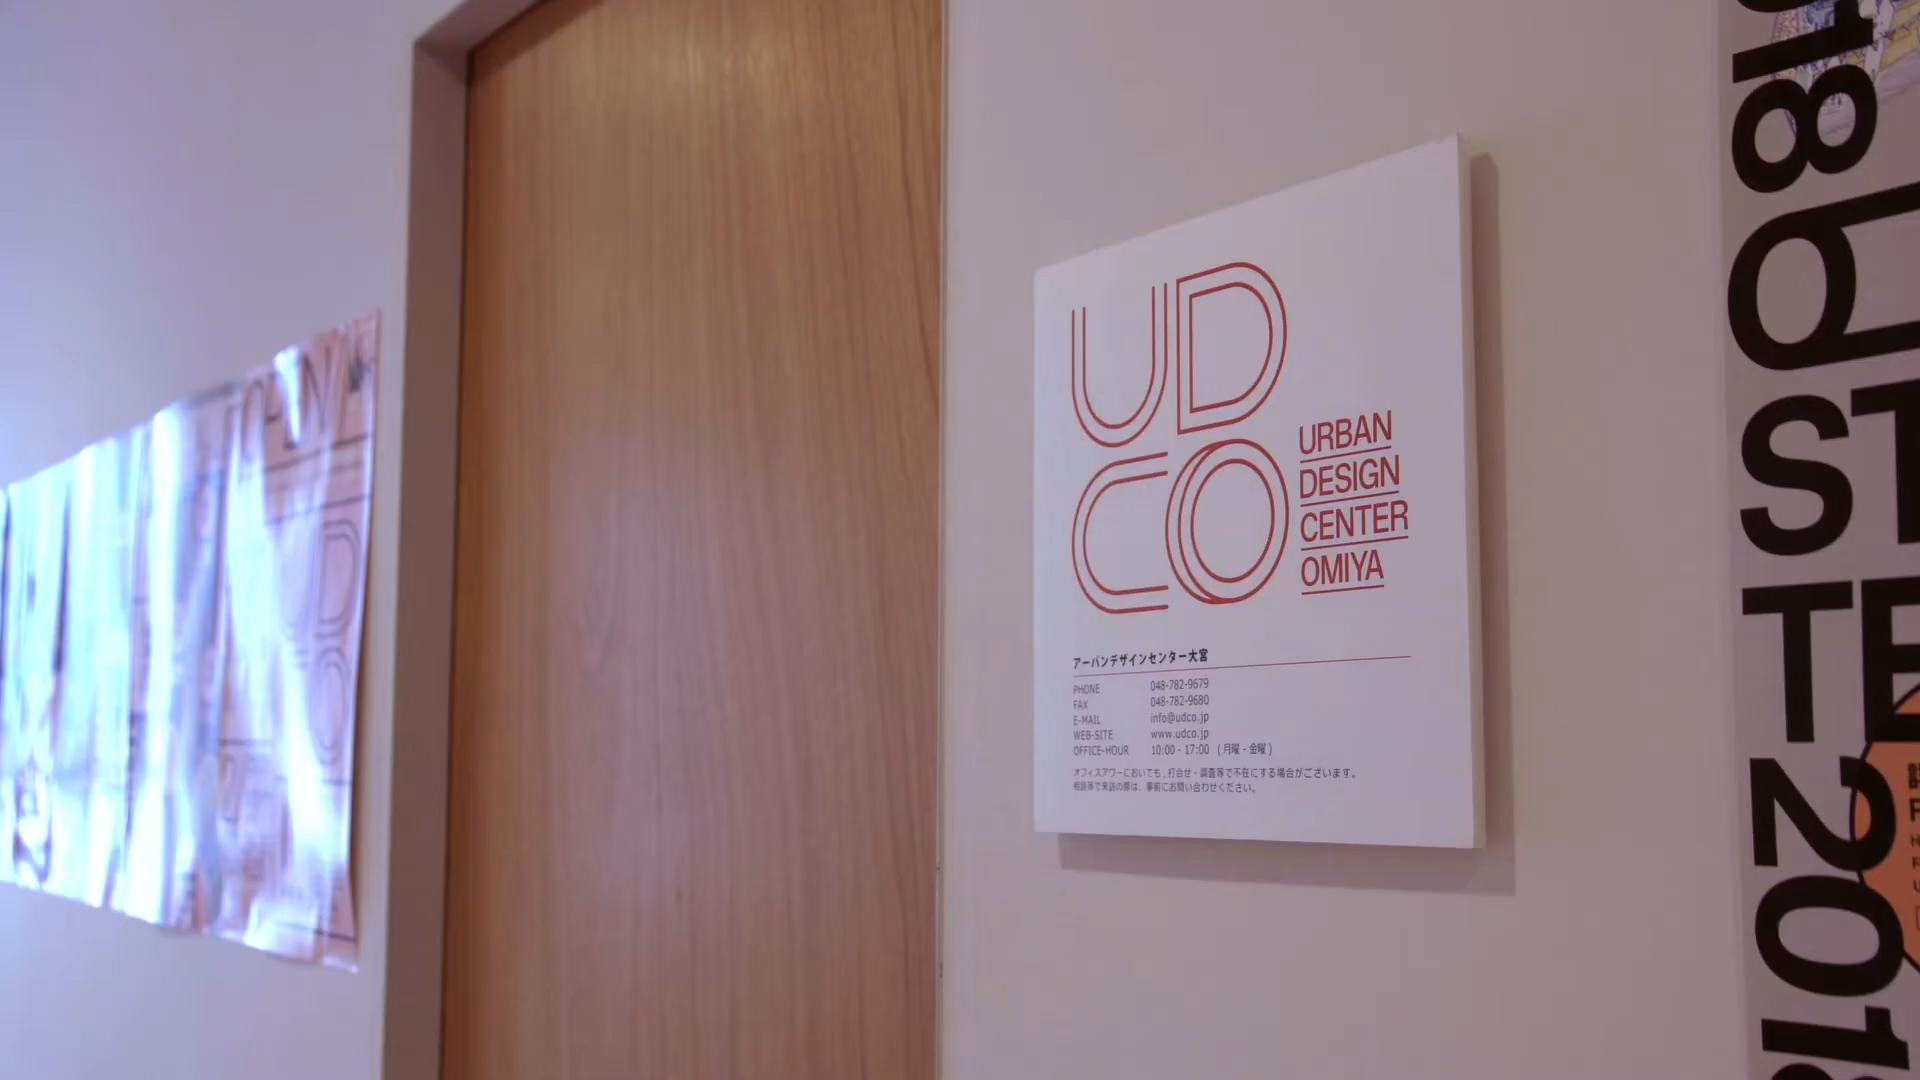 UD
CO
URBAN
DESIGN
CENTER
OMIYA
アーバンデザインセンター大宮
PHONE 048-782-9679
FAX 048-782-9680
E-MAIL info@udco.jp
WEB-SITE www.udco.jp
OFFICE-HOUR 10:00 - 17:00 (月曜 - 金曜)
オフィスアワーにおいても、打合せ・調査等で不在にする場合がございます。
相談等で来訪の際は、事前にお問い合わせください。
18
ST
T
201